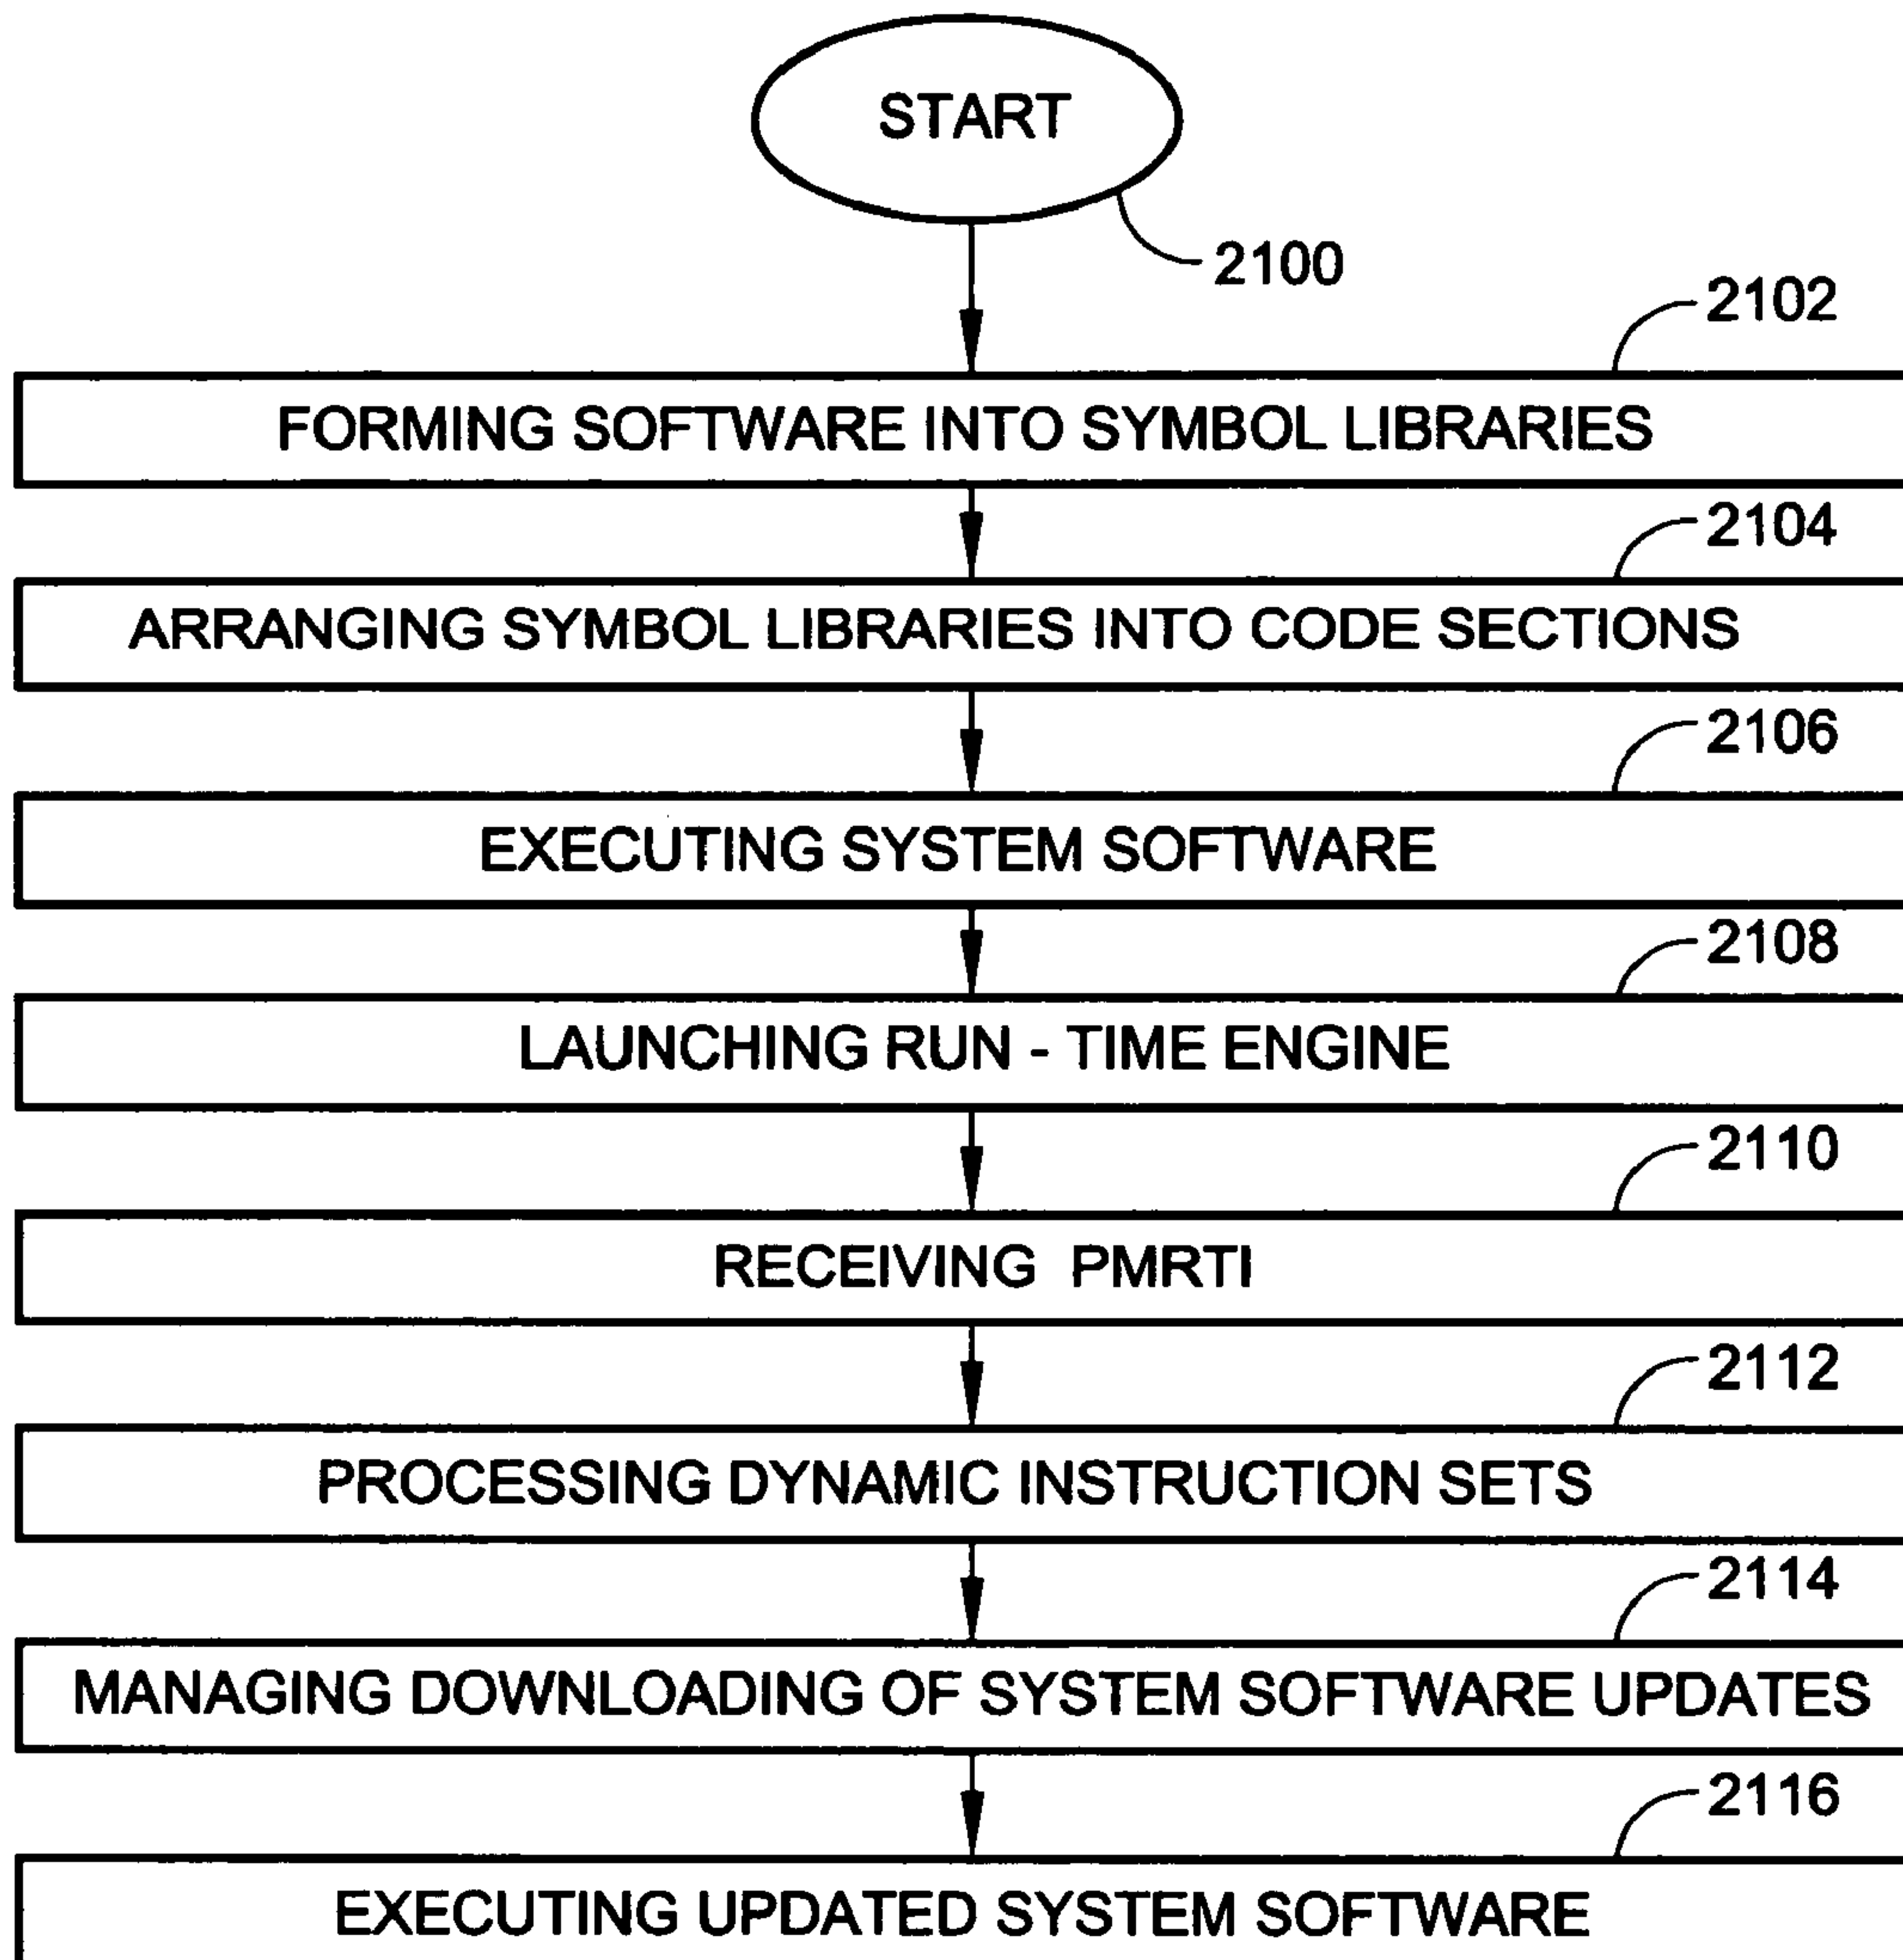 START
2100
2102
FORMING SOFTWARE INTO SYMBOL LIBRARIES
2104
ARRANGING SYMBOL LIBRARIES INTO CODE SECTIONS
2106
EXECUTING SYSTEM SOFTWARE
2108
LAUNCHING RUN - TIME ENGINE
2110
RECEIVING PMRTI
2112
PROCESSING DYNAMIC INSTRUCTION SETS
2114
MANAGING DOWNLOADING OF SYSTEM SOFTWARE UPDATES
2116
EXECUTING UPDATED SYSTEM SOFTWARE